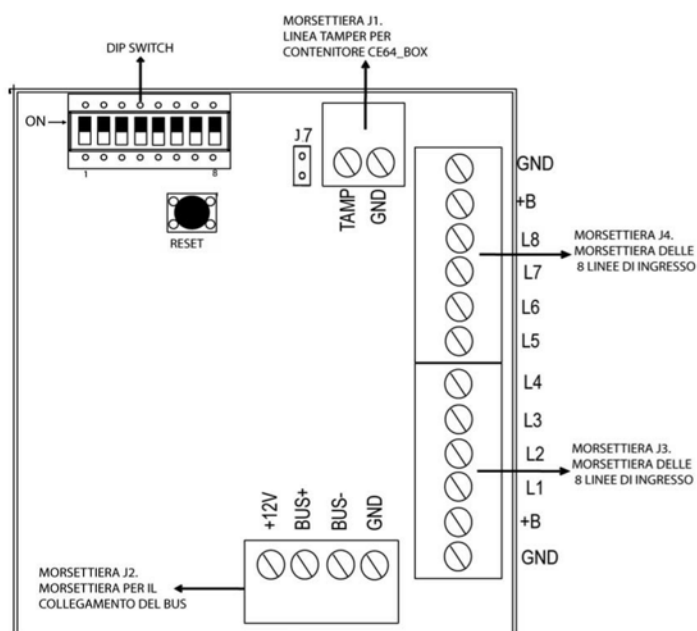 MORSETTIERA J1.
LINEA TAMPER PER
CONTENITORE CE64_BOX
DIP SWITCH
ON
1
8
J7
TAMP
GND
RESET
GND
+B
L8
L7
L6
L5
MORSETTIERA J4.
MORSETTIERA DELLE
8 LINEE DI INGRESSO
L4
L3
L2
L1
+B
GND
MORSETTIERA J3.
MORSETTIERA DELLE
8 LINEE DI INGRESSO
+12V
BUS+
BUS-
GND
MORSETTIERA J2.
MORSETTIERA PER IL
COLLEGAMENTO DEL BUS